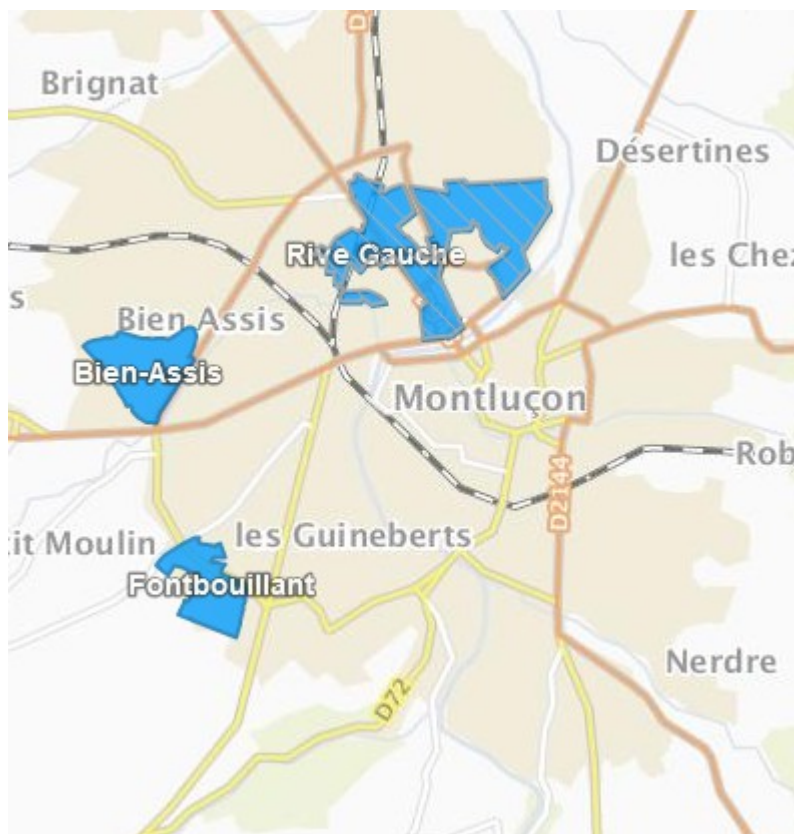 Brignat
Désertines
Rive Gauche
les Chez
Bien Assis
Bien-Assis
Montluçon
Rob
D2144
it Moulin
les Guineberts
Fontbouillant
Nerdre
D72